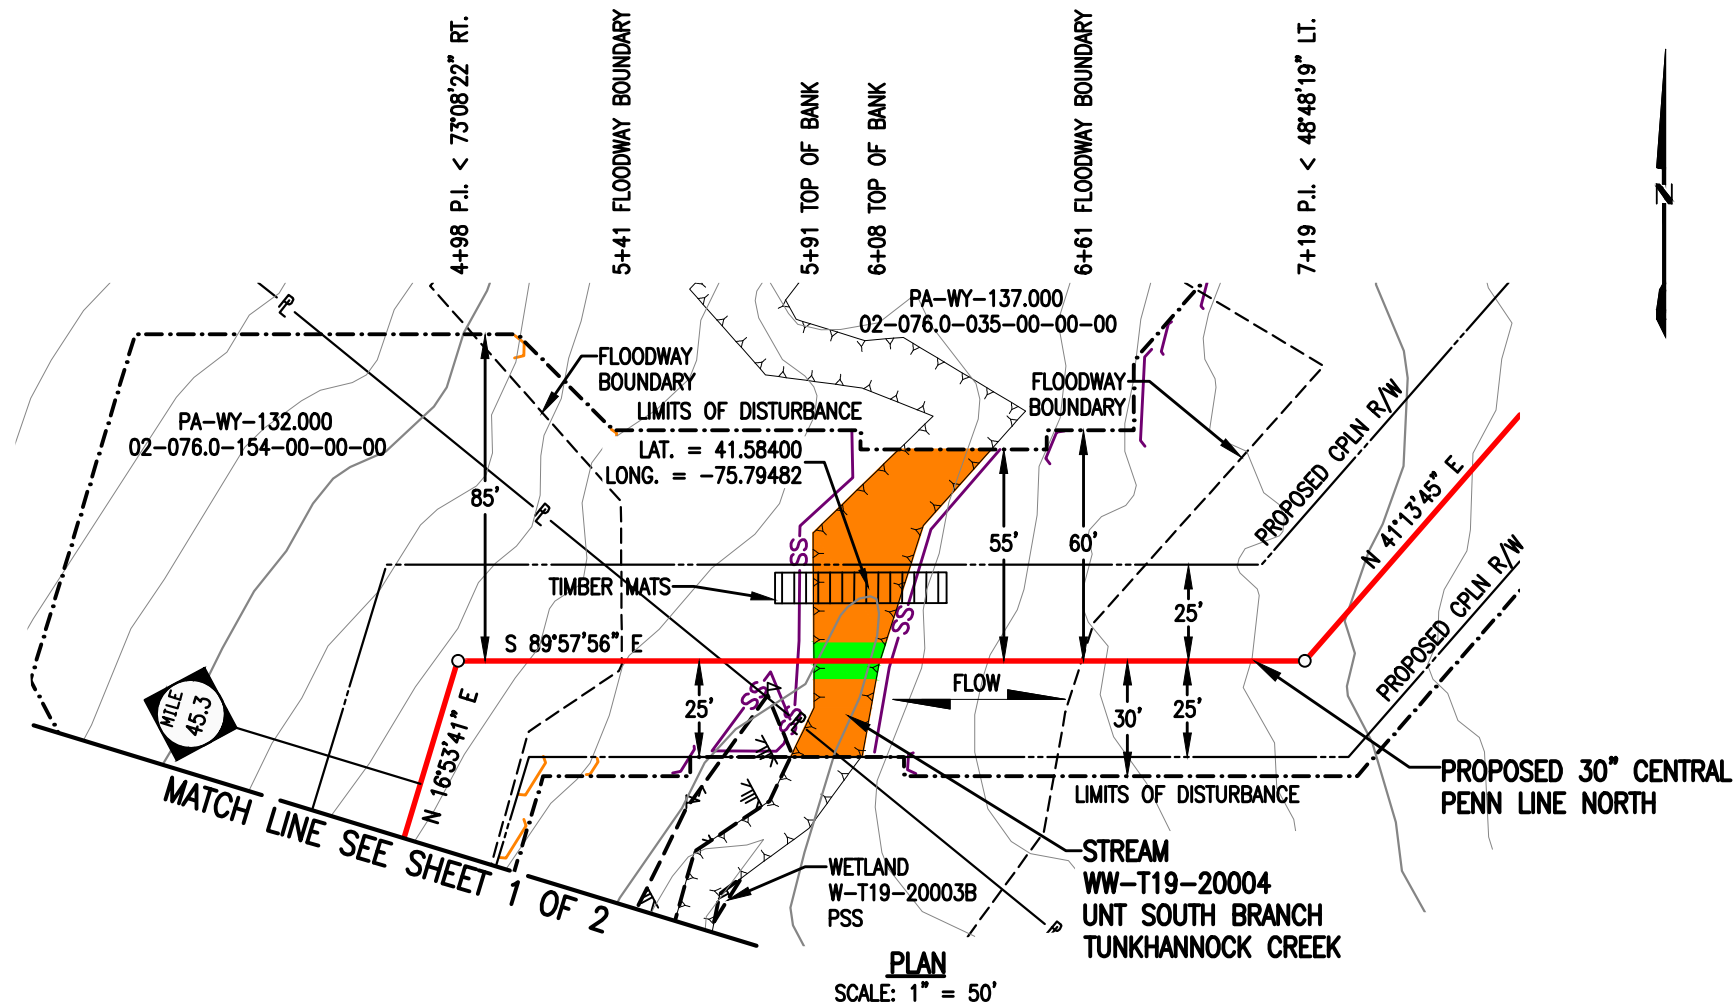 4+98 P.I. < 73°08'22" RT.
5+41 FLOODWAY BOUNDARY
5+91 TOP OF BANK
6+08 TOP OF BANK
6+61 FLOODWAY BOUNDARY
7+19 P.I. < 48°48'19" LT.
N
PL
PA-WY-137.000
02-076.0-035-00-00-00
FLOODWAY
BOUNDARY
FLOODWAY
BOUNDARY
PA-WY-132.000
02-076.0-154-00-00-00
LIMITS OF DISTURBANCE
LAT. = 41.58400
LONG. = -75.79482
PROPOSED CPLN R/W
N 41°13'45" E
85'
PL
SS
55'
60'
TIMBER MATS
25'
SS
S 89°57'56" E
PROPOSED CPLN R/W
MILE
45.3
N 16°53'41" E
25'
SS
SS
PL
FLOW
30'
25'
LIMITS OF DISTURBANCE
PROPOSED 30" CENTRAL
PENN LINE NORTH
MATCH LINE SEE SHEET 1 OF 2
WETLAND
W-T19-20003B
PSS
STREAM
WW-T19-20004
UNT SOUTH BRANCH
TUNKHANNOCK CREEK
PL
PLAN
SCALE: 1" = 50'